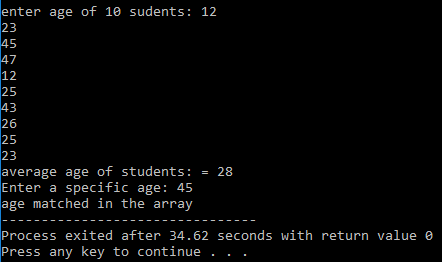 enter age of 10 sudents: 12
23
45
47
12
25
43
26
25
23
average age of students: = 28
Enter a specific age: 45
age matched in the array
--------------------------------
Process exited after 34.62 seconds with return value 0
Press any key to continue . . .